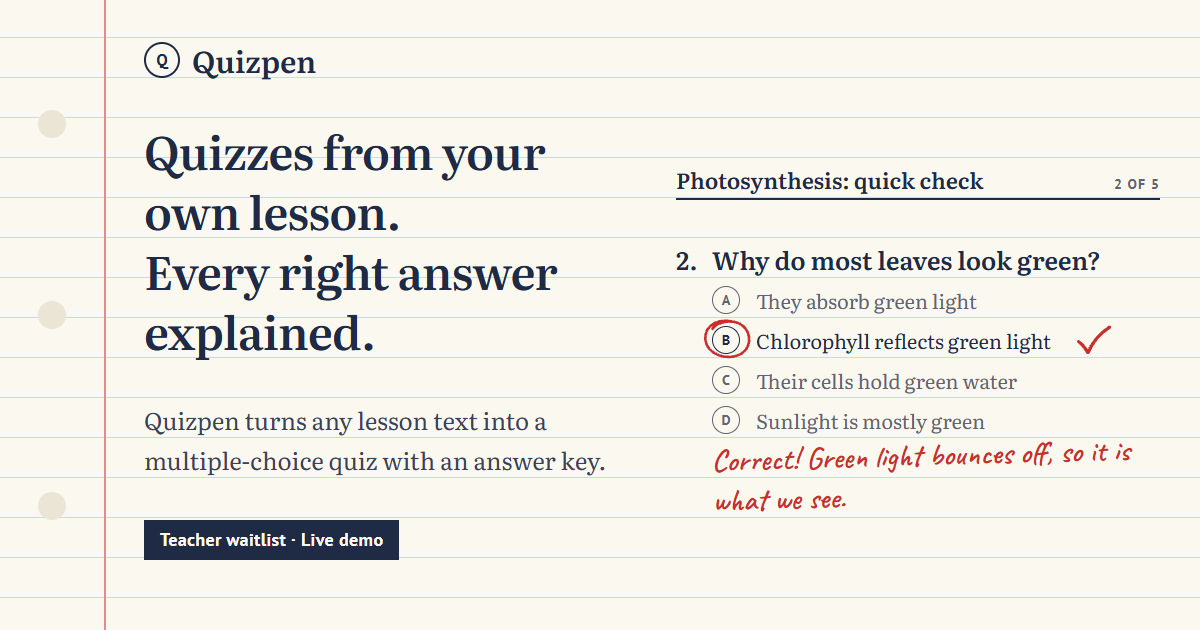 Q Quizpen
Quizzes from your
own lesson.
Every right answer
explained.
Quizpen turns any lesson text into a
multiple-choice quiz with an answer key.
Teacher waitlist · Live demo
Photosynthesis: quick check 2 OF 5
2. Why do most leaves look green?
A They absorb green light
B Chlorophyll reflects green light
C Their cells hold green water
D Sunlight is mostly green
Correct! Green light bounces off, so it is
what we see.